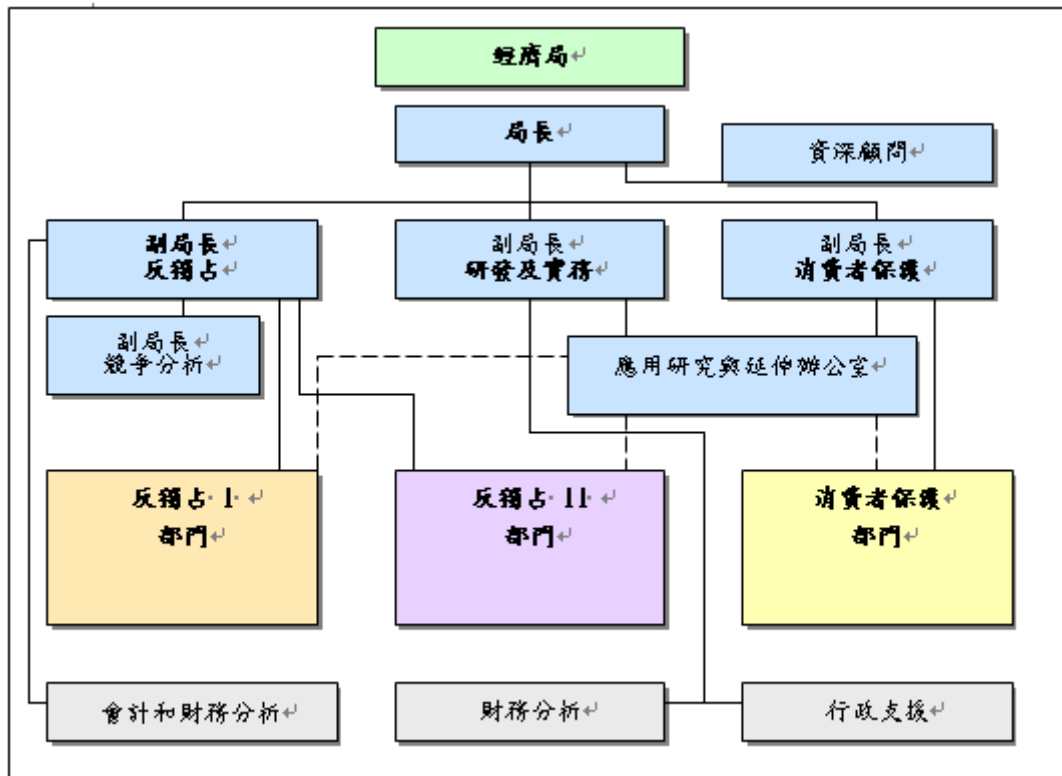 經濟局
局長
資深顧問
副局長
反獨占
副局長
研發及實務
副局長
消費者保護
副局長
競爭分析
應用研究與延伸辦公室
反獨占 I
部門
反獨占 II
部門
消費者保護
部門
會計和財務分析
財務分析
行政支援